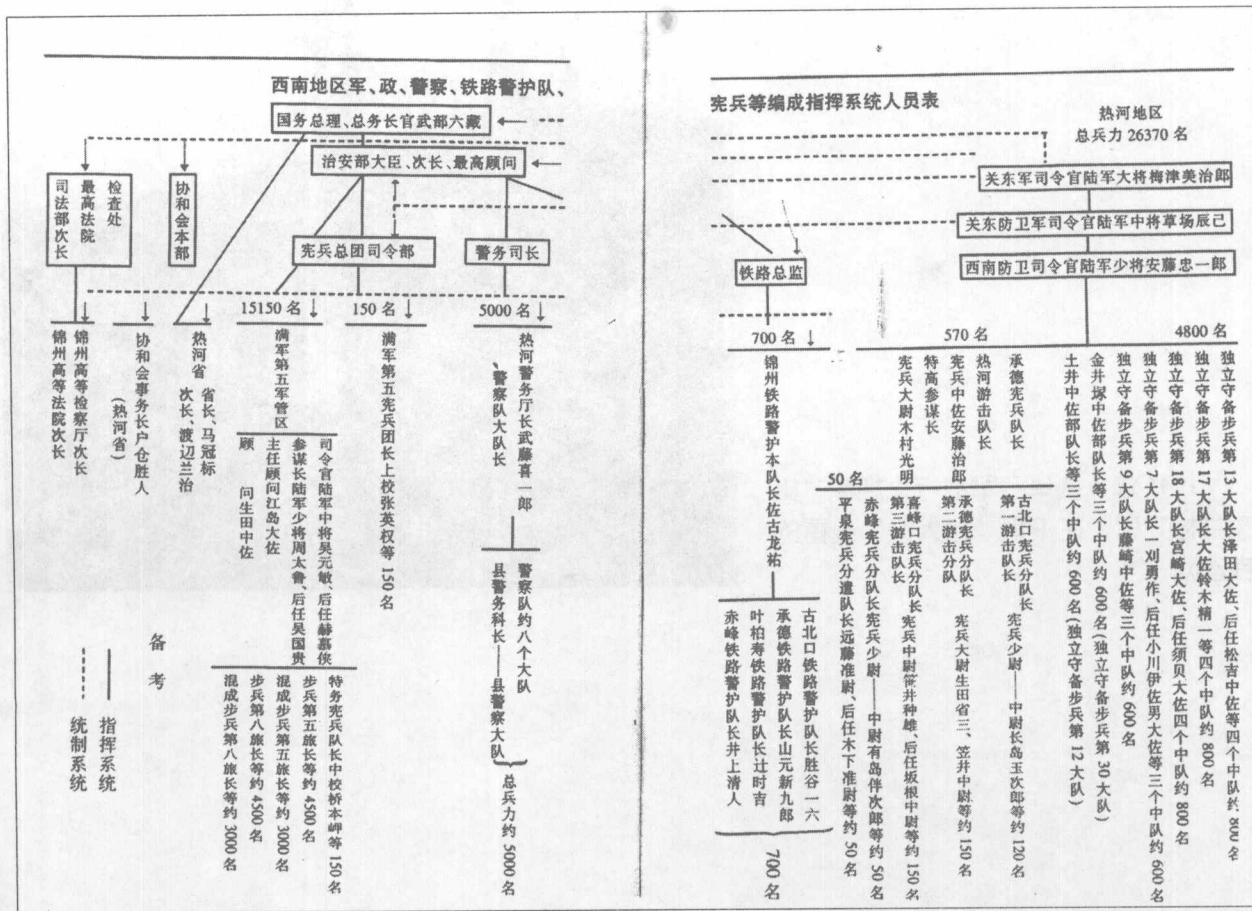 西南地区军、政、警察、铁路警护队、
宪兵等编成指挥系统人员表
国务总理、总务长官武部六藏
治安部大臣、次长、最高顾问
检查处
最高法院
司法部次长
协和会本部
宪兵总团司令部
警务司长
15150 名
150 名
5000 名
锦州高等检察厅次长
锦州高等法院次长
协和会事务长户仓胜人
(热河省)
热河省
省长、马冠标
次长、渡辺兰治
满军第五军管区
司令官陆军中将吴元敏、后任赫慕侠
参谋长陆军少将周太鲁、后任吴国贵
主任顾问江岛大佐
顾 问生田中佐
特务宪兵队长中校桥本岬等 150 名
步兵第五旅长等约 4500 名
混成步兵第五旅长等约 3000 名
步兵第八旅长等约 4500 名
混成步兵第八旅长等约 3000 名
满军第五宪兵团长上校张英权等 150 名
热河警务厅长武藤喜一郎
、警察队大队长
警察队约八个大队
县警务科长——县警察大队
总兵力约 5000 名
备 考
指挥系统
统制系统
热河地区
总兵力 26370 名
关东军司令官陆军大将梅津美治郎
关东防卫军司令官陆军中将草场辰己
西南防卫司令官陆军少将安藤忠一郎
铁路总监
700 名
570 名
4800 名
独立守备步兵第 13 大队长泽田大佐、后任松吉中佐等四个中队约 800 名
独立守备步兵第 17 大队长大佐铃木精一等四个中队约 800 名
独立守备步兵第 18 大队长宫崎大佐、后任须贝大佐四个中队约 800 名
独立守备步兵第 7 大队长一刈勇作、后任小川伊佐男大佐等三个中队约 600 名
独立守备步兵第 9 大队长藤崎中佐等三个中队约 600 名
金井塚中佐部队长等三个中队约 600 名(独立守备步兵第 30 大队)
土井中佐部队长等三个中队约 600 名(独立守备步兵第 12 大队)
承德宪兵队长
热河游击队长
宪兵中佐安藤治郎
特高参谋长
宪兵大尉木村光明
50 名
古北口宪兵分队长
第一游击队长
宪兵少尉——中尉长岛玉次郎等约 120 名
承德宪兵分队长
第二游击分队
宪兵大尉生田省三、笠井中尉等约 150 名
喜峰口宪兵分队长
第三游击队长
宪兵中尉笹井种雄、后任坂根中尉等约 150 名
赤峰宪兵分队长宪兵少尉——中尉有岛伴次郎等约 50 名
平泉宪兵分遣队长远藤准尉、后任木下准尉等约 50 名
锦州铁路警护本队长佐古龙祐
古北口铁路警护队长胜谷一六
承德铁路警护队长山元新九郎
叶柏寿铁路警护队长辻时吉
赤峰铁路警护队长井上清人
700 名